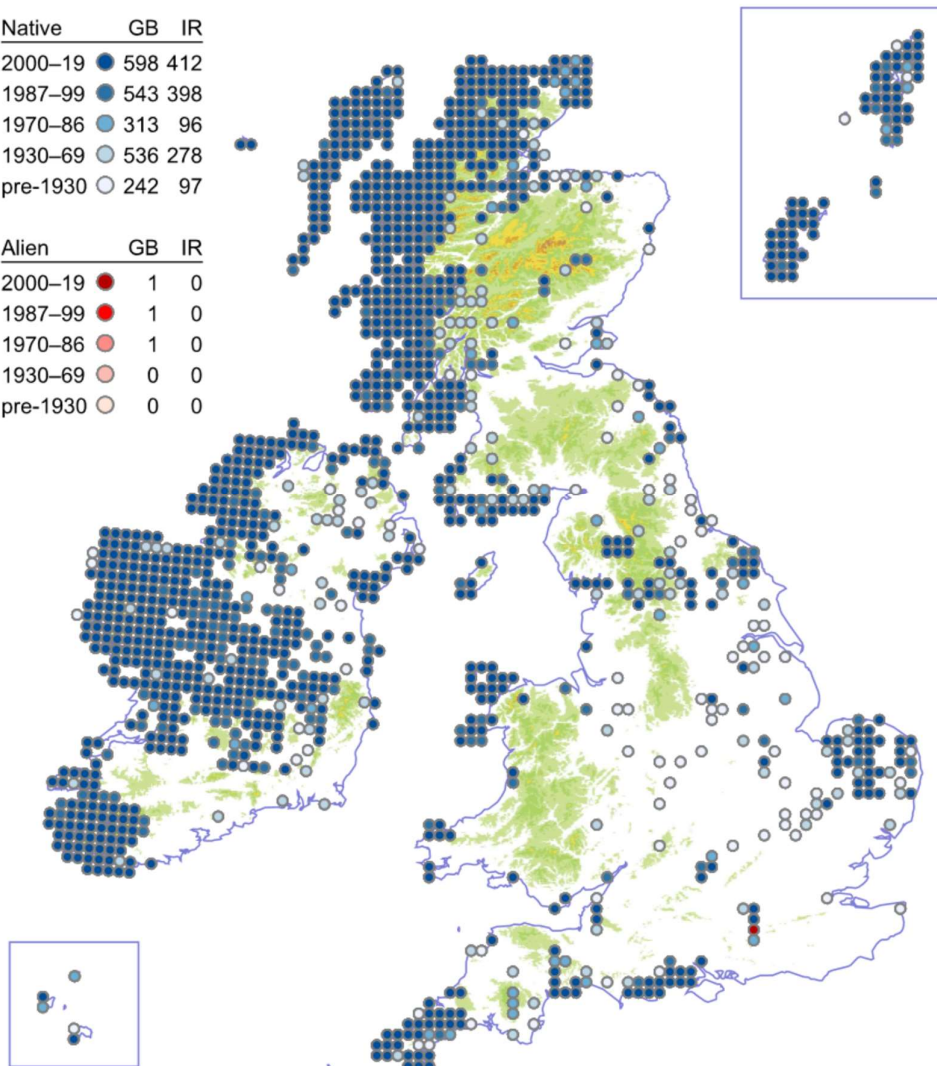 Native GB IR
2000–19 598 412
1987–99 543 398
1970–86 313 96
1930–69 536 278
pre-1930 242 97
Alien GB IR
2000–19 1 0
1987–99 1 0
1970–86 1 0
1930–69 0 0
pre-1930 0 0